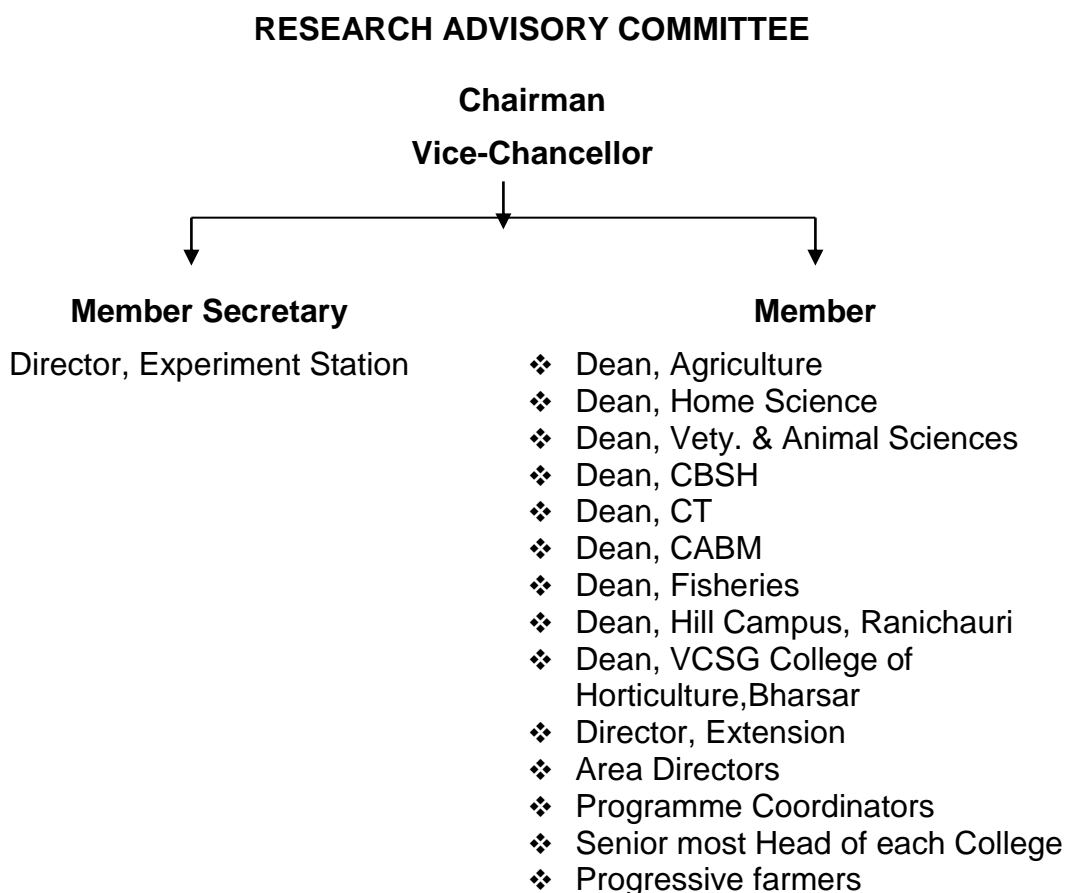 RESEARCH ADVISORY COMMITTEE
Chairman
Vice-Chancellor
Member Secretary
Director, Experiment Station
Member
❖ Dean, Agriculture
❖ Dean, Home Science
❖ Dean, Vety. & Animal Sciences
❖ Dean, CBSH
❖ Dean, CT
❖ Dean, CABM
❖ Dean, Fisheries
❖ Dean, Hill Campus, Ranichauri
❖ Dean, VCSG College of
Horticulture,Bharsar
❖ Director, Extension
❖ Area Directors
❖ Programme Coordinators
❖ Senior most Head of each College
❖ Progressive farmers